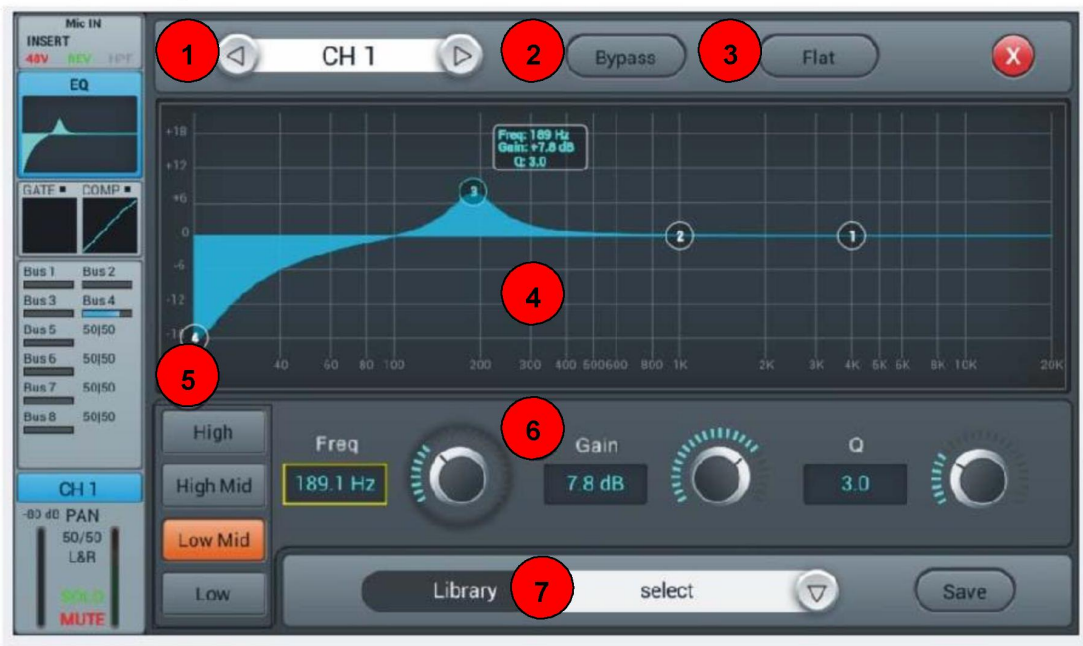 Mic IN
INSERT
48V REV HPF
EQ
GATE COMP
Bus 1 Bus 2
Bus 3 Bus 4
Bus 5 50|50
Bus 6 50|50
Bus 7 50|50
Bus 8 50|50
CH 1
-80 dB PAN
50/50
L&R
SOLO
MUTE
1 CH 1 2 Bypass 3 Flat X
+18
+12
+6
0
-6
-12
Freq: 189 Hz
Gain: +7.8 dB
Q: 3.0
3 2 1
4
4
40 60 80 100 200 300 400 500 600 800 1K 2K 3K 4K 5K 6K 8K 10K 20K
5
6
High
High Mid
Low Mid
Low
Freq Gain Q
189.1 Hz 7.8 dB 3.0
Library 7 select Save